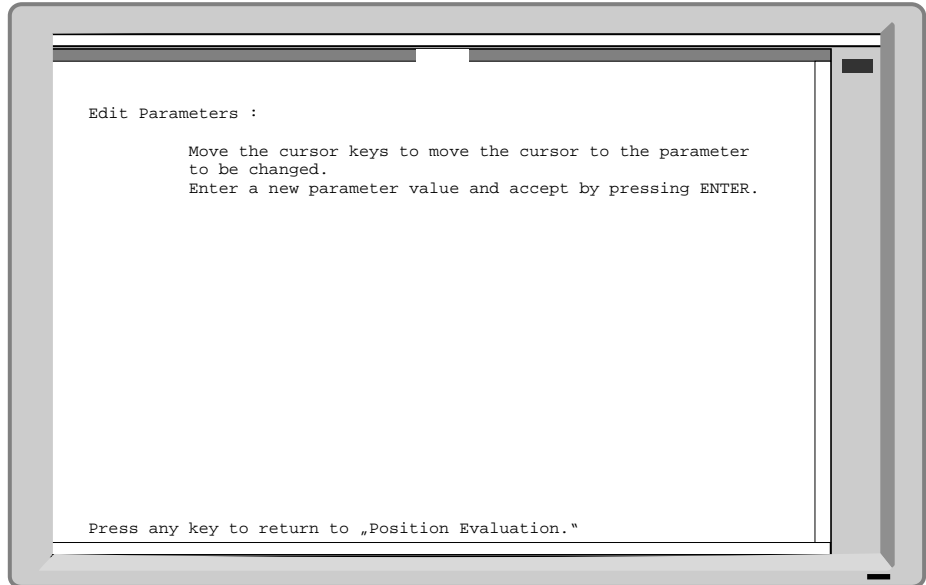 Edit Parameters :
Move the cursor keys to move the cursor to the parameter
to be changed.
Enter a new parameter value and accept by pressing ENTER.
Press any key to return to „Position Evaluation.“